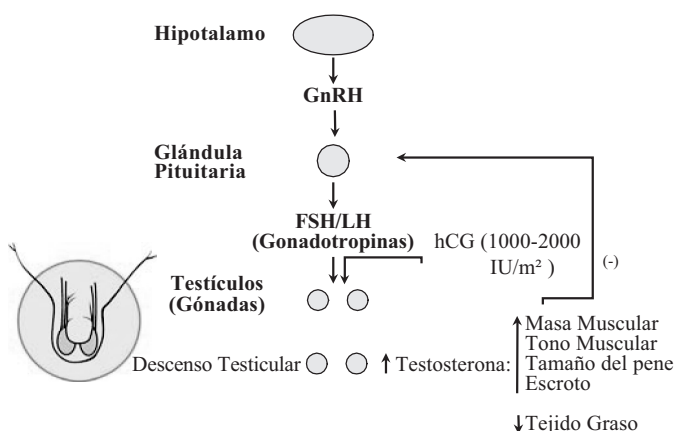 Hipotalamo
GnRH
Glándula
Pituitaria
FSH/LH
(Gonadotropinas)
hCG (1000-2000
IU/m² )
(-)
Testículos
(Gónadas)
Descenso Testicular
Testosterona:
Masa Muscular
Tono Muscular
Tamaño del pene
Escroto
Tejido Graso